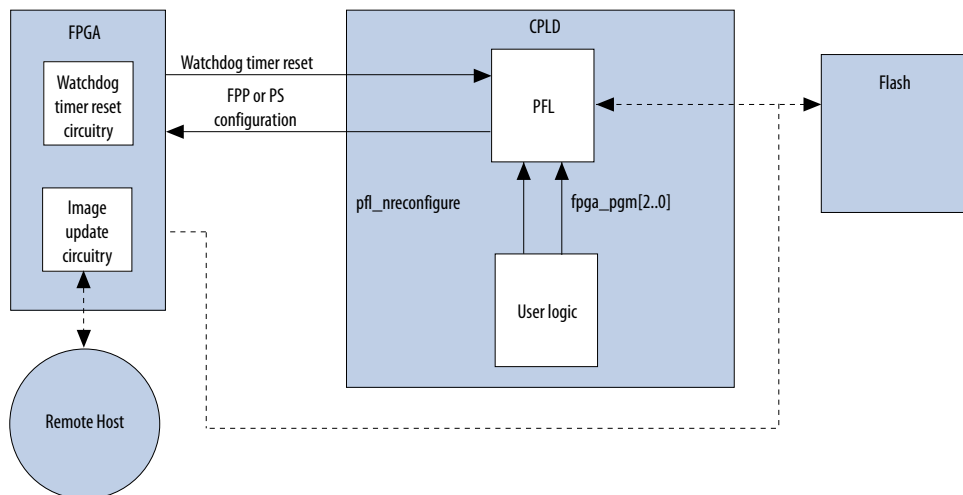 FPGA
Watchdog
timer reset
circuitry
Image
update
circuitry
Remote Host
Watchdog timer reset
FPP or PS
configuration
CPLD
PFL
pfl_nreconfigure
fpga_pgm[2..0]
User logic
Flash